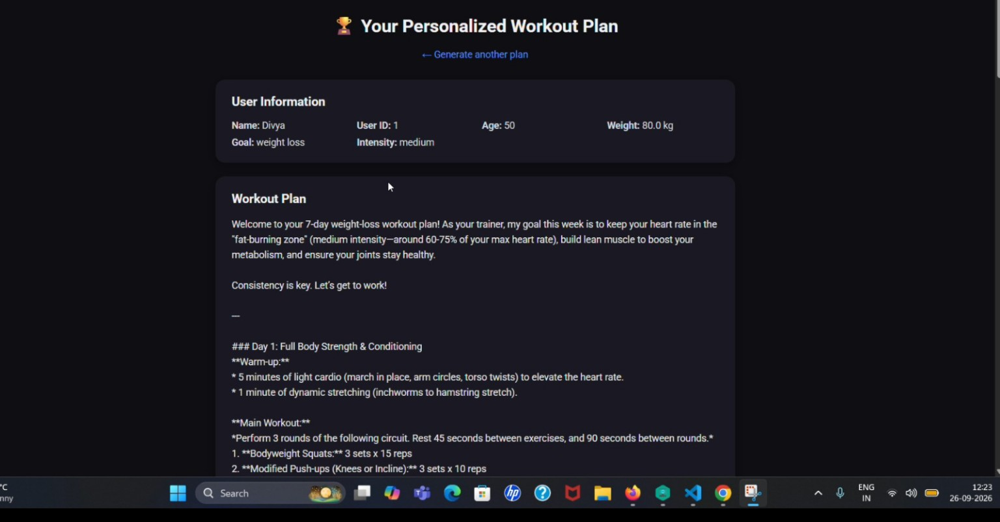 🏆 Your Personalized Workout Plan
← Generate another plan
User Information
Name: Divya User ID: 1 Age: 50 Weight: 80.0 kg
Goal: weight loss Intensity: medium
Workout Plan
Welcome to your 7-day weight-loss workout plan! As your trainer, my goal this week is to keep your heart rate in the
"fat-burning zone" (medium intensity—around 60-75% of your max heart rate), build lean muscle to boost your
metabolism, and ensure your joints stay healthy.
Consistency is key. Let's get to work!
---
### Day 1: Full Body Strength & Conditioning
**Warm-up:**
* 5 minutes of light cardio (march in place, arm circles, torso twists) to elevate the heart rate.
* 1 minute of dynamic stretching (inchworms to hamstring stretch).
**Main Workout:**
*Perform 3 rounds of the following circuit. Rest 45 seconds between exercises, and 90 seconds between rounds.*
1. **Bodyweight Squats:** 3 sets x 15 reps
2. **Modified Push-ups (Knees or Incline):** 3 sets x 10 reps
°C
nny
Search
hp
ENG
IN
12:23
26-09-2026